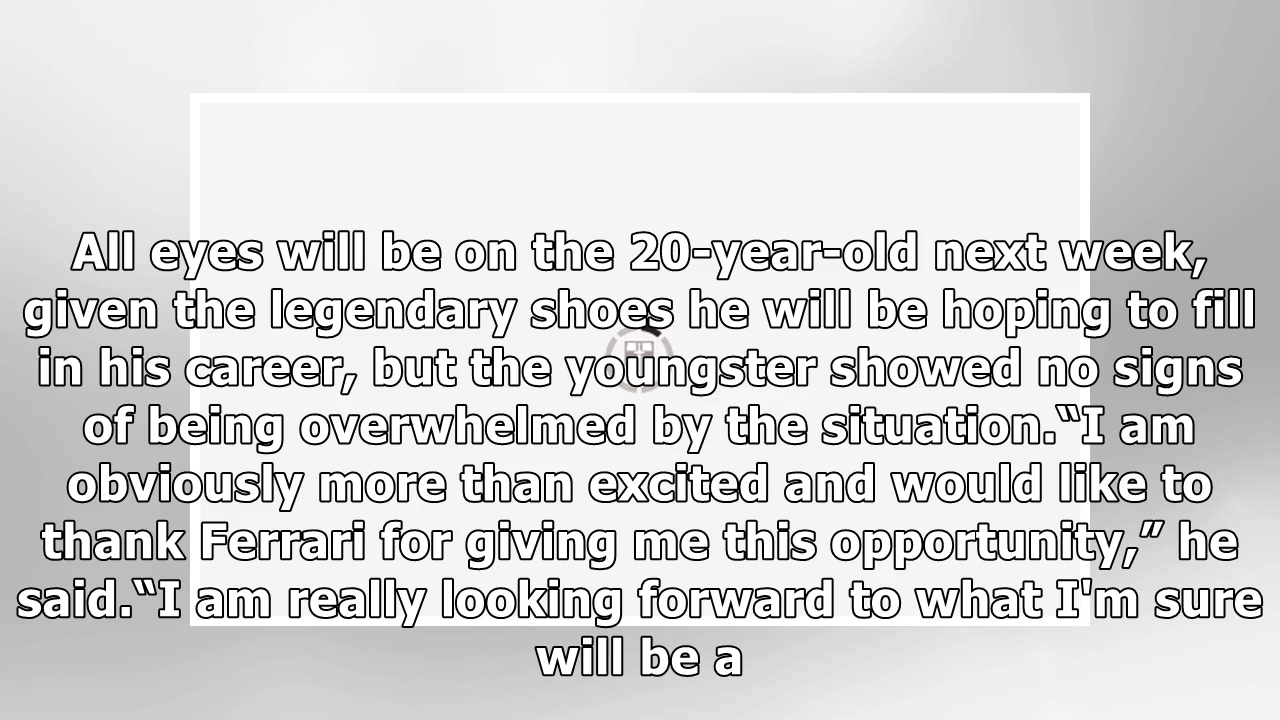 All eyes will be on the 20-year-old next week,
given the legendary shoes he will be hoping to fill
in his career, but the youngster showed no signs
of being overwhelmed by the situation.“I am
obviously more than excited and would like to
thank Ferrari for giving me this opportunity,” he
said.“I am really looking forward to what I'm sure
will be a